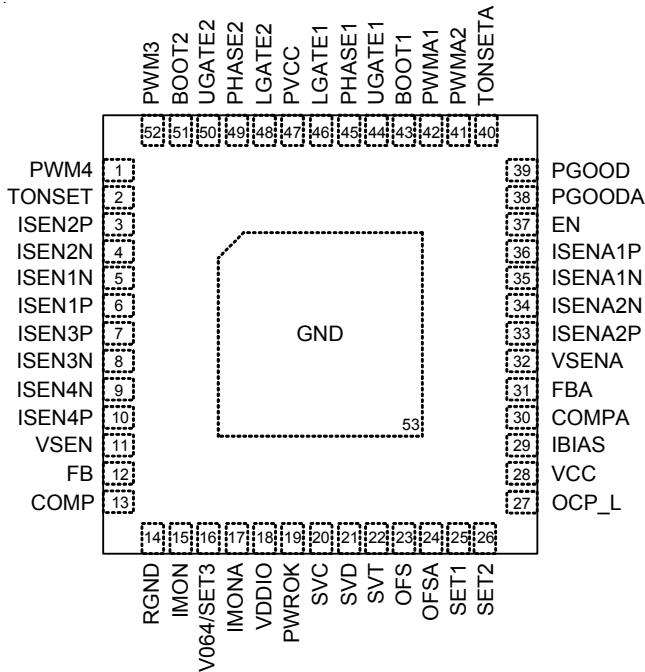 PWM3
BOOT2
UGATE2
PHASE2
LGATE2
PVCC
LGATE1
PHASE1
UGATE1
BOOT1
PWMA1
PWMA2
TONSETA
52 51 50 49 48 47 46 45 44 43 42 41 40
PWM4 1
TONSET 2
ISEN2P 3
ISEN2N 4
ISEN1N 5
ISEN1P 6
ISEN3P 7
ISEN3N 8
ISEN4N 9
ISEN4P 10
VSEN 11
FB 12
COMP 13
GND
53
39 PGOOD
38 PGOODA
37 EN
36 ISENA1P
35 ISENA1N
34 ISENA2N
33 ISENA2P
32 VSENA
31 FBA
30 COMPA
29 IBIAS
28 VCC
27 OCP_L
14 15 16 17 18 19 20 21 22 23 24 25 26
RGND
IMON
V064/SET3
IMONA
VDDIO
PWROK
SVC
SVD
SVT
OFS
OFSA
SET1
SET2